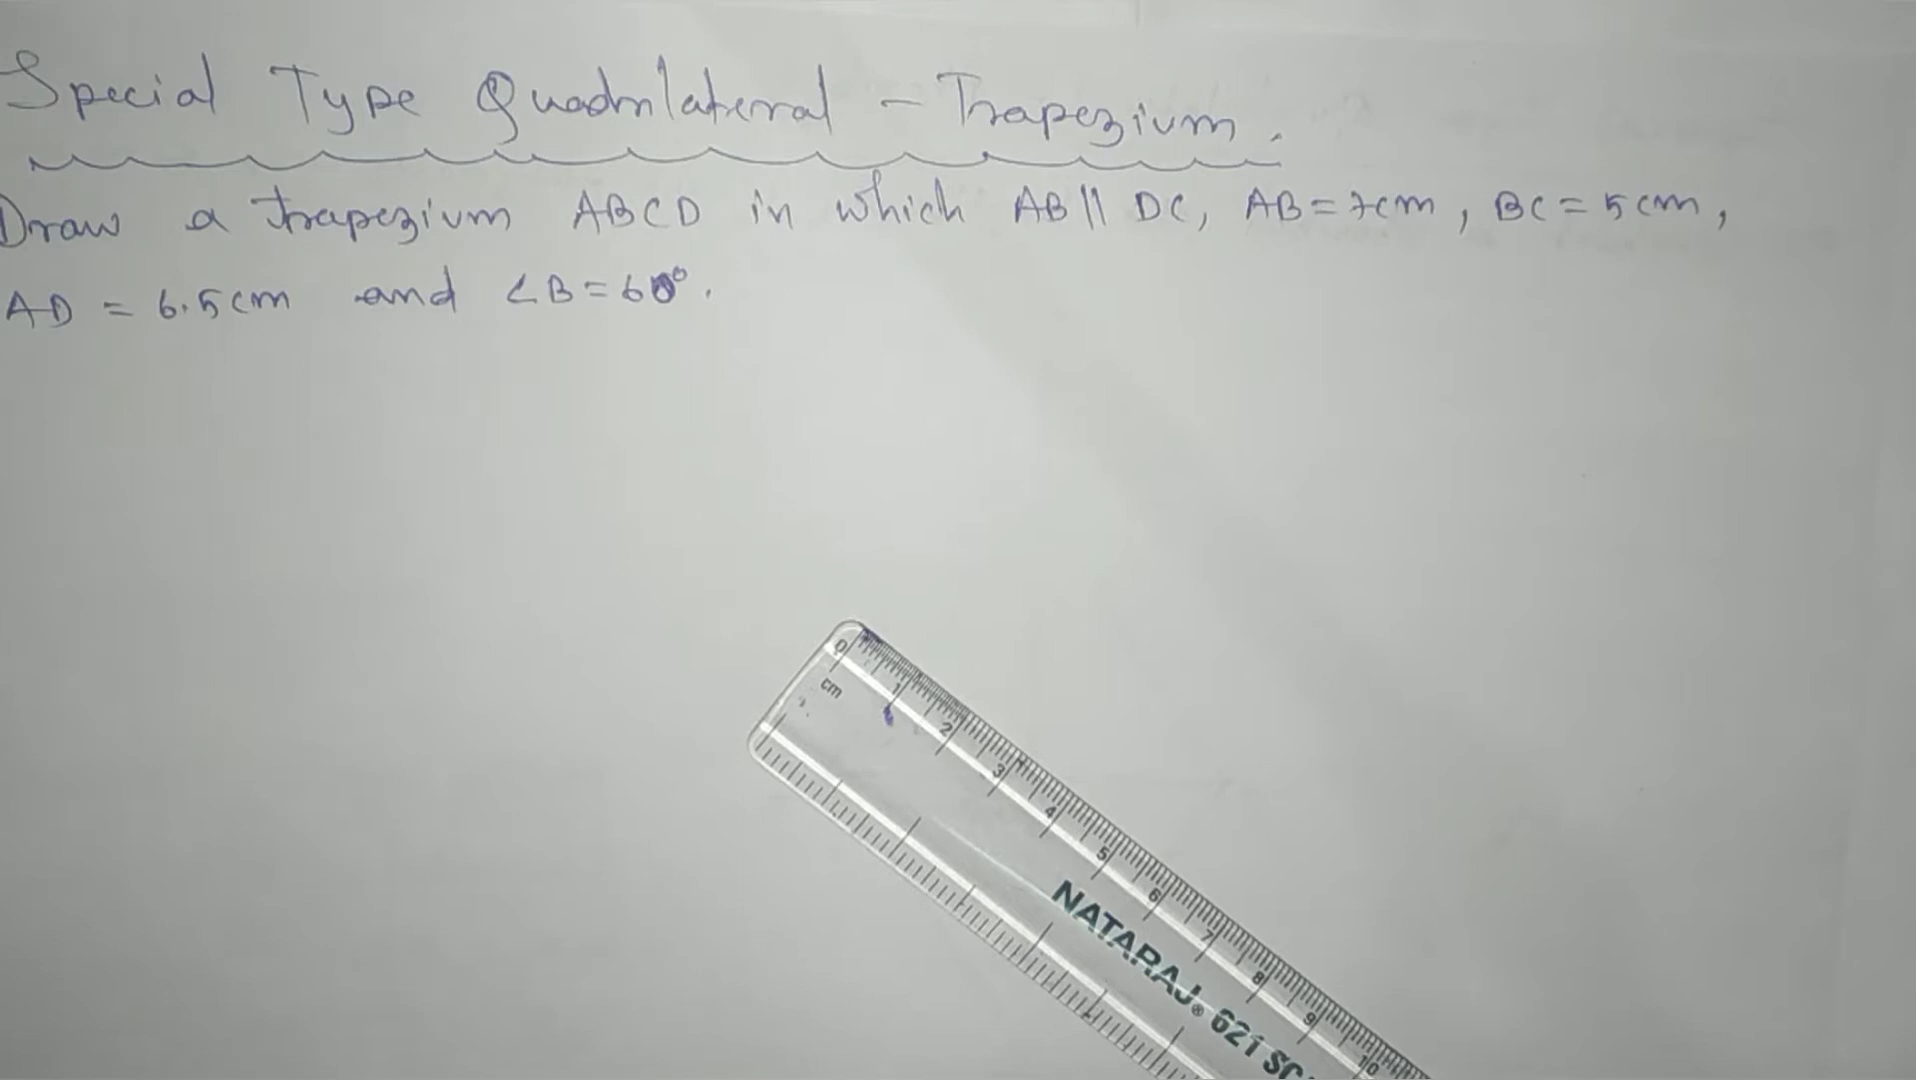 Special Type Quadrilateral - Trapezium.
Draw a trapezium ABCD in which AB || DC, AB = 7cm, BC = 5cm,
AD = 6.5cm and ∠B = 60°.
0 1 2 3 4 5 6 7 8 9 10
cm
NATARAJ® 621 SC